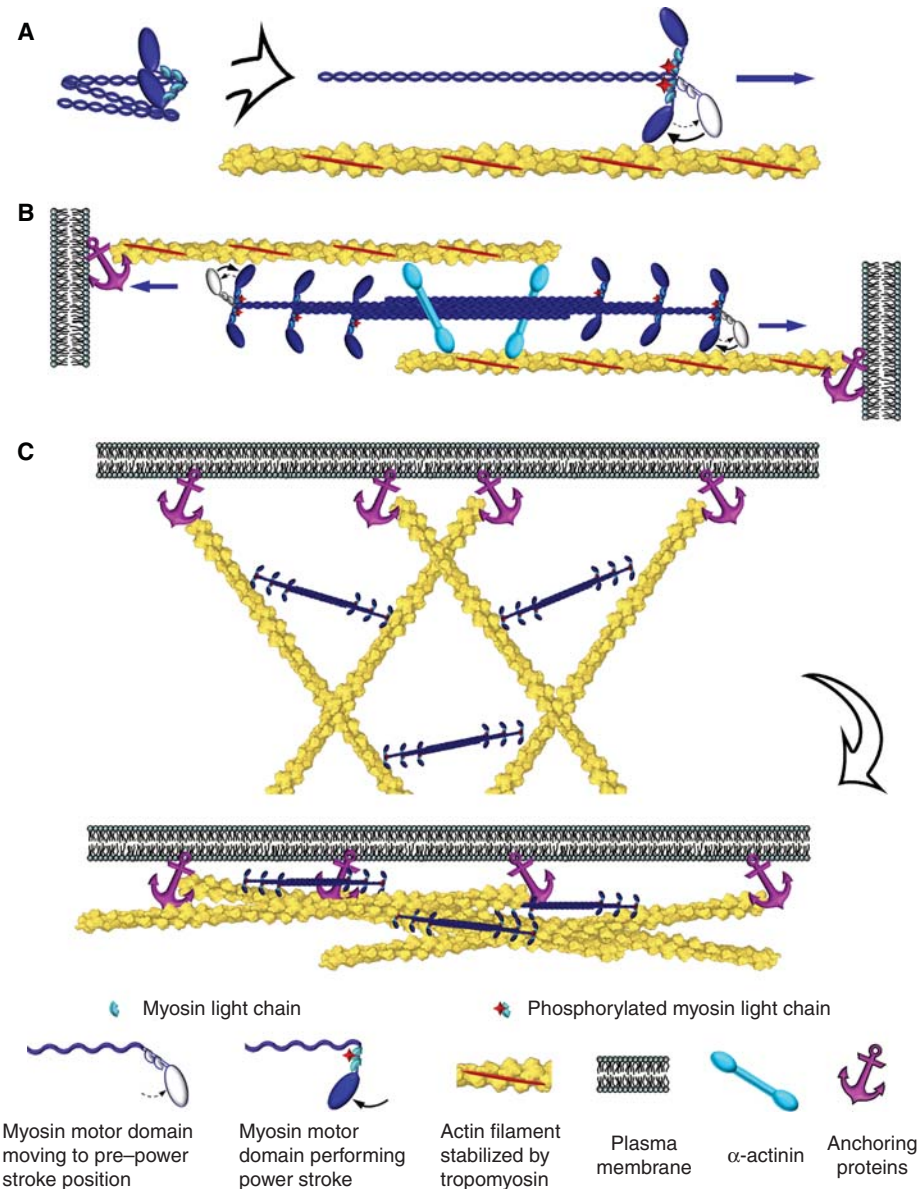 A
B
C
Myosin light chain
Phosphorylated myosin light chain
Myosin motor domain
moving to pre–power
stroke position
Myosin motor
domain performing
power stroke
Actin filament
stabilized by
tropomyosin
Plasma
membrane
α-actinin
Anchoring
proteins